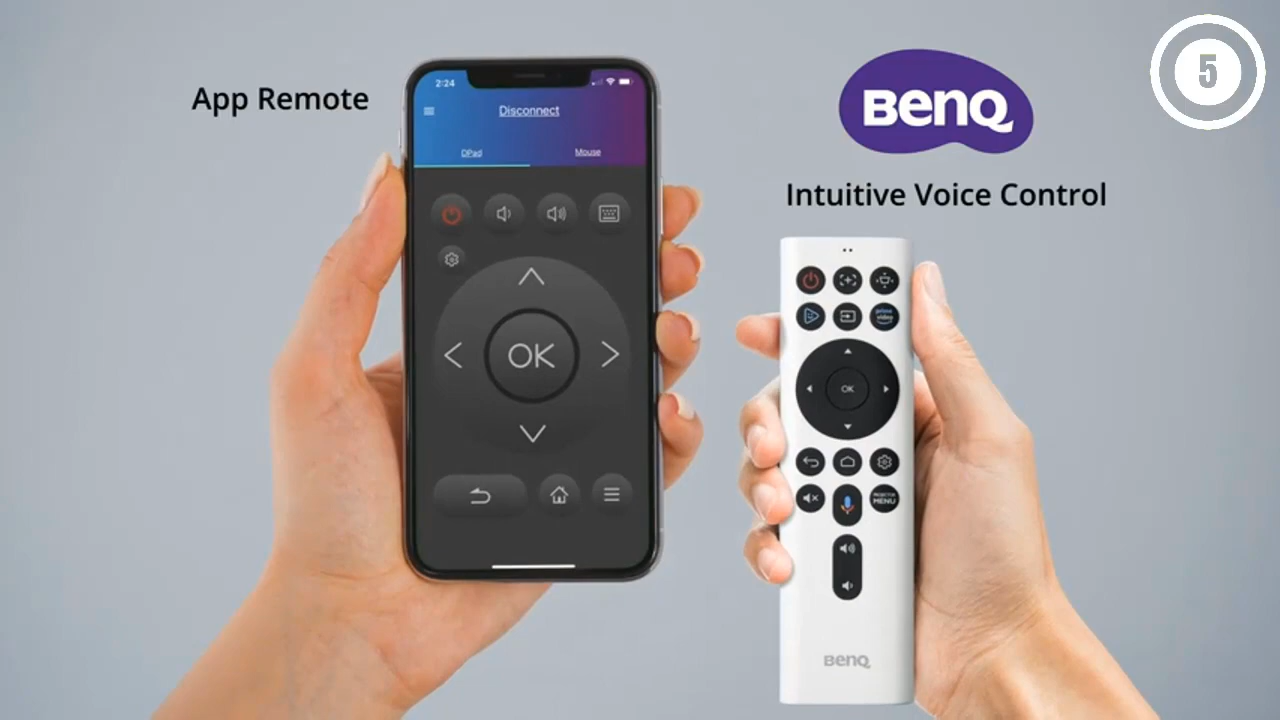 App Remote
2:24
Disconnect
DPad
Mouse
OK
BenQ
5
Intuitive Voice Control
prime
video
OK
PROJECTOR
MENU
BenQ